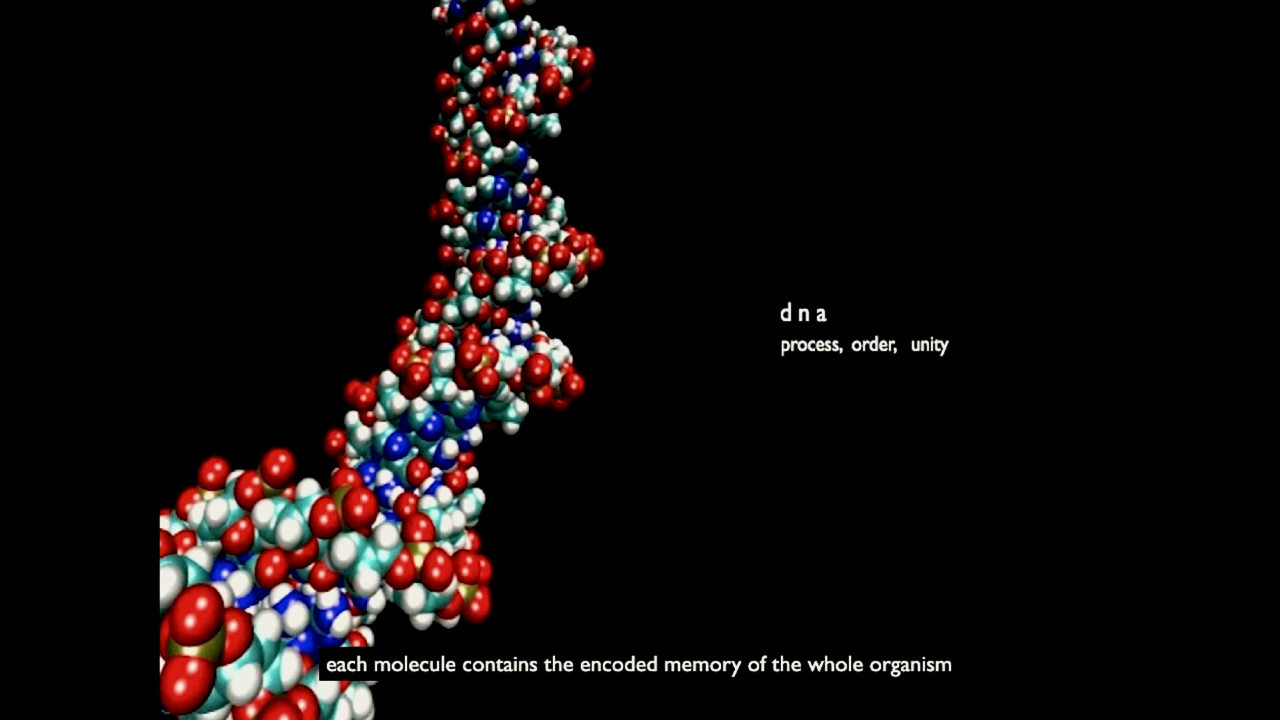 d n a
process, order, unity
each molecule contains the encoded memory of the whole organism